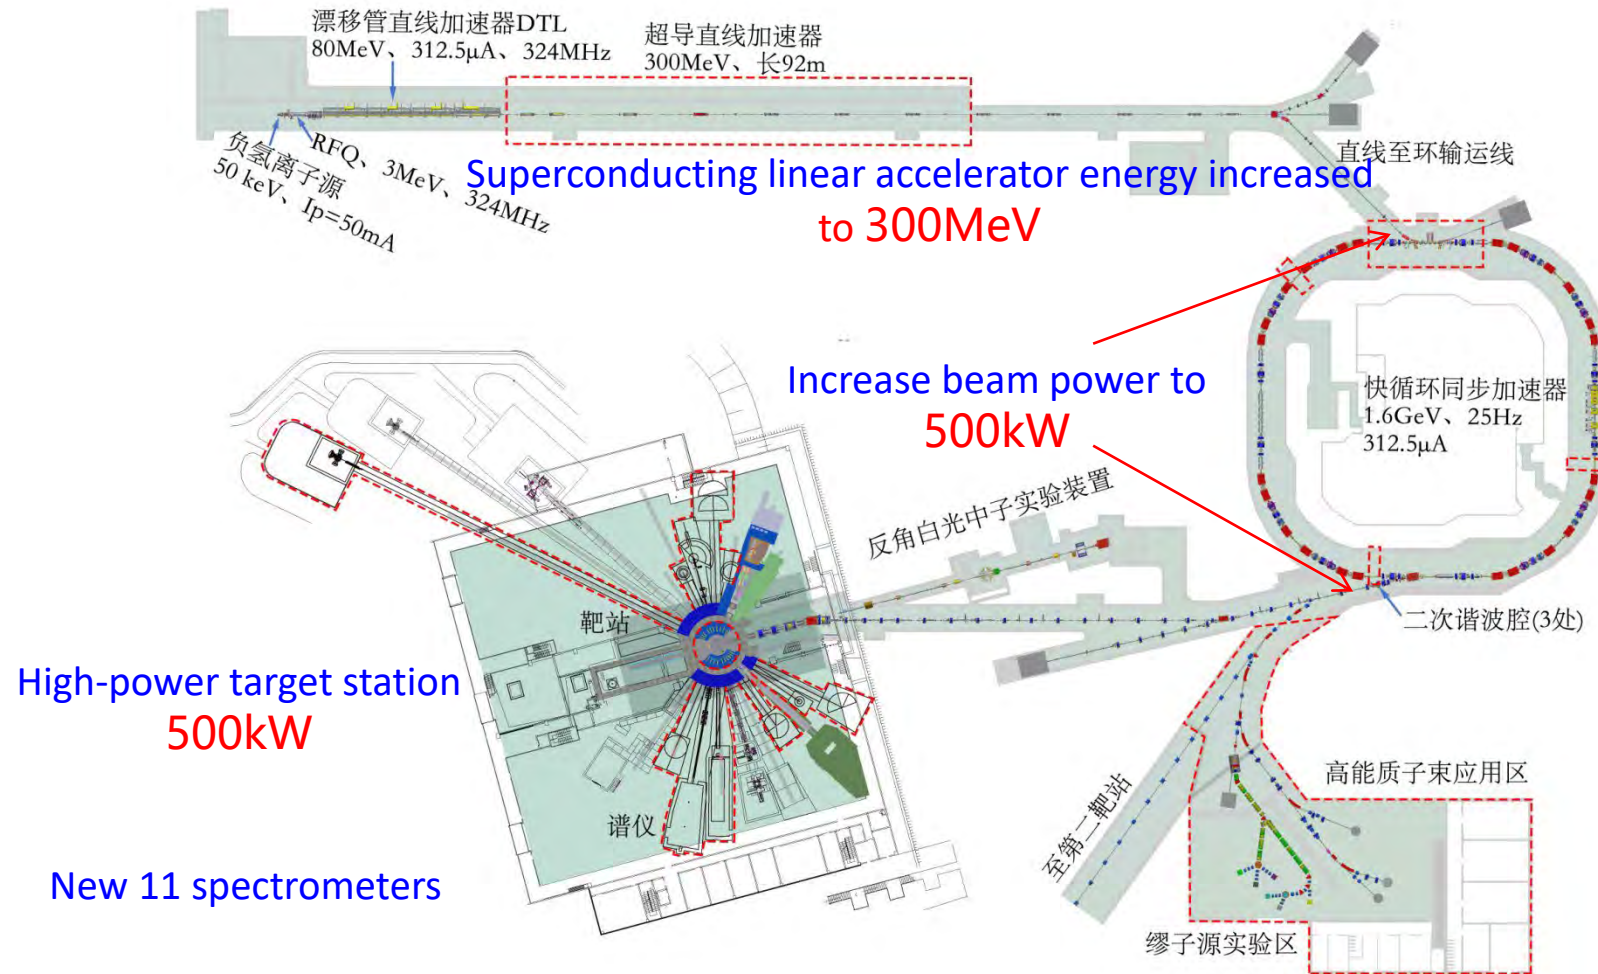 漂移管直线加速器DTL
80MeV、312.5μA、324MHz
超导直线加速器
300MeV、长92m
负氢离子源
50 keV、Ip=50mA
RFQ、3MeV、324MHz
直线至环输运线
Superconducting linear accelerator energy increased
to 300MeV
Increase beam power to
500kW
快循环同步加速器
1.6GeV、25Hz
312.5μA
反角白光中子实验装置
靶站
二次谐波腔(3处)
High-power target station
500kW
高能质子束应用区
至第二靶站
谱仪
New 11 spectrometers
缪子源实验区